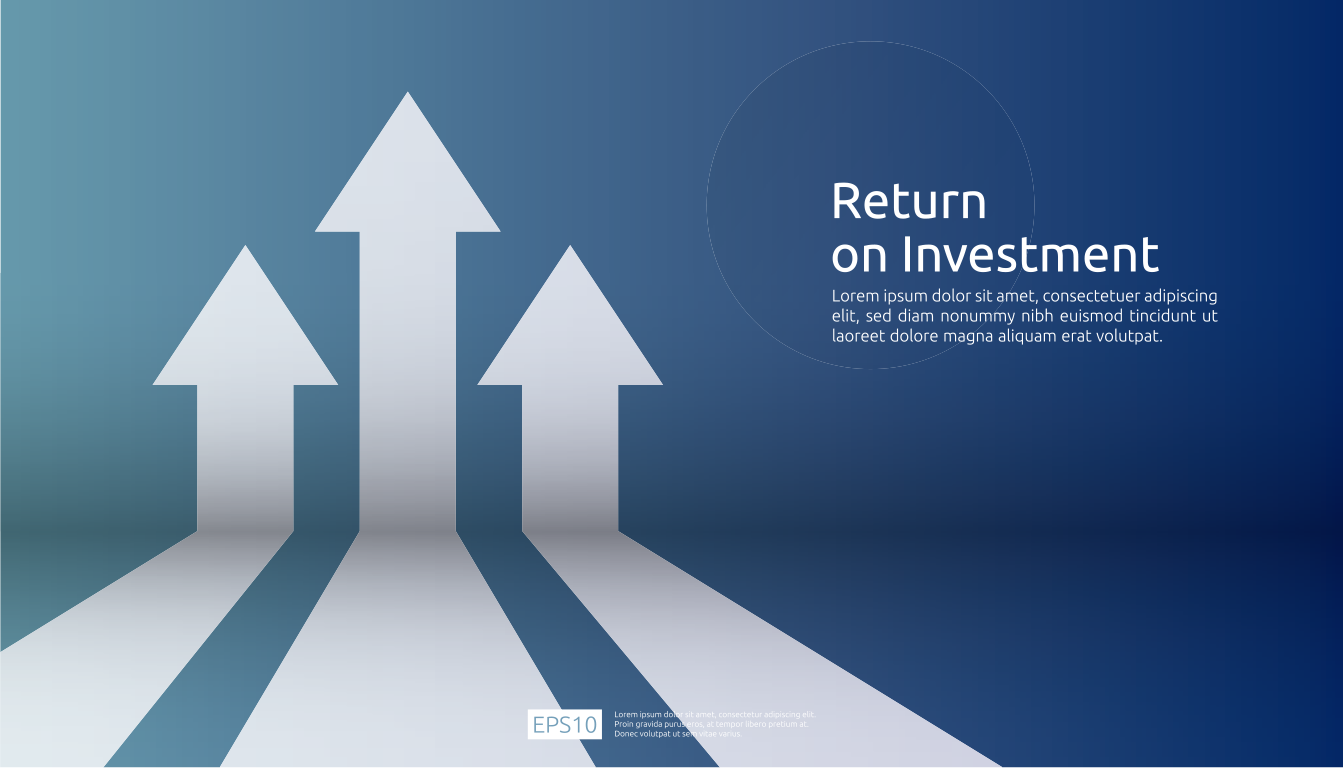 Return
on Investment
Lorem ipsum dolor sit amet, consectetuer adipiscing
elit, sed diam nonummy nibh euismod tincidunt ut
laoreet dolore magna aliquam erat volutpat.
EPS10
Lorem ipsum dolor sit amet, consectetur adipiscing elit.
Proin gravida purus eros, at tempor libero pretium at.
Donec volutpat ut sem vitae varius.